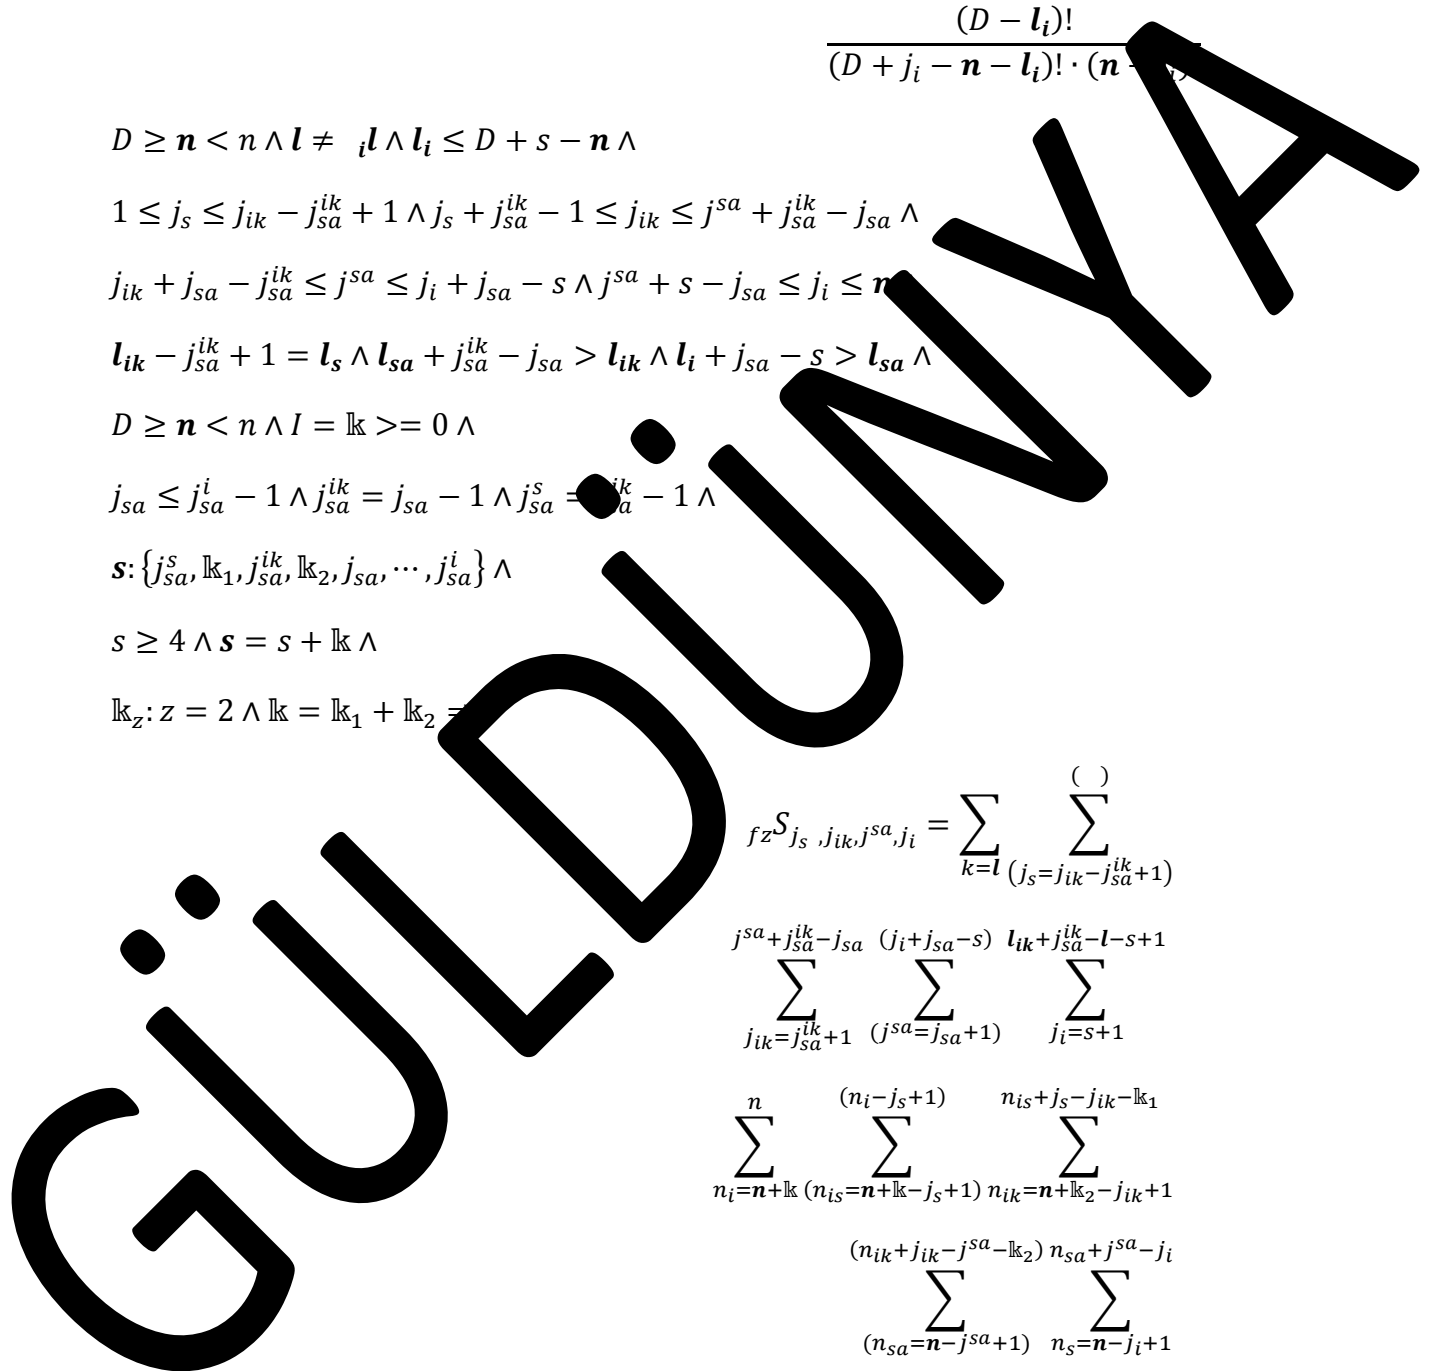 (D − l_i)!
(D + j_i − n − l_i)! · (n
D ≥ n < n ∧ l ≠ _i l ∧ l_i ≤ D + s − n ∧
1 ≤ j_s ≤ j_ik − j_sa^ik + 1 ∧ j_s + j_sa^ik − 1 ≤ j_ik ≤ j^sa + j_sa^ik − j_sa ∧
j_ik + j_sa − j_sa^ik ≤ j^sa ≤ j_i + j_sa − s ∧ j^sa + s − j_sa ≤ j_i ≤ n
l_ik − j_sa^ik + 1 = l_s ∧ l_sa + j_sa^ik − j_sa > l_ik ∧ l_i + j_sa − s > l_sa ∧
D ≥ n < n ∧ I = 𝕜 >= 0 ∧
j_sa ≤ j_sa^i − 1 ∧ j_sa^ik = j_sa − 1 ∧ j_sa^s = − 1 ∧
s: {j_sa^s, 𝕜_1, j_sa^ik, 𝕜_2, j_sa, ⋯, j_sa^i} ∧
s ≥ 4 ∧ s = s + 𝕜 ∧
𝕜_z: z = 2 ∧ 𝕜 = 𝕜_1 + 𝕜_2
_fz S_{j_s, j_ik, j^sa, j_i} = ∑_{k=l} ∑_{(j_s=j_ik−j_sa^ik+1)}^{( )}
∑_{j_ik=j_sa^ik+1}^{j^sa+j_sa^ik−j_sa} ∑_{(j^sa=j_sa+1)}^{(j_i+j_sa−s)} ∑_{j_i=s+1}^{l_ik+j_sa^ik−l−s+1}
∑_{n_i=n+𝕜}^{n} ∑_{(n_is=n+𝕜−j_s+1)}^{(n_i−j_s+1)} ∑_{n_ik=n+𝕜_2−j_ik+1}^{n_is+j_s−j_ik−𝕜_1}
∑_{(n_sa=n−j^sa+1)}^{(n_ik+j_ik−j^sa−𝕜_2)} ∑_{n_s=n−j_i+1}^{n_sa+j^sa−j_i}
GÜLDÜNYA